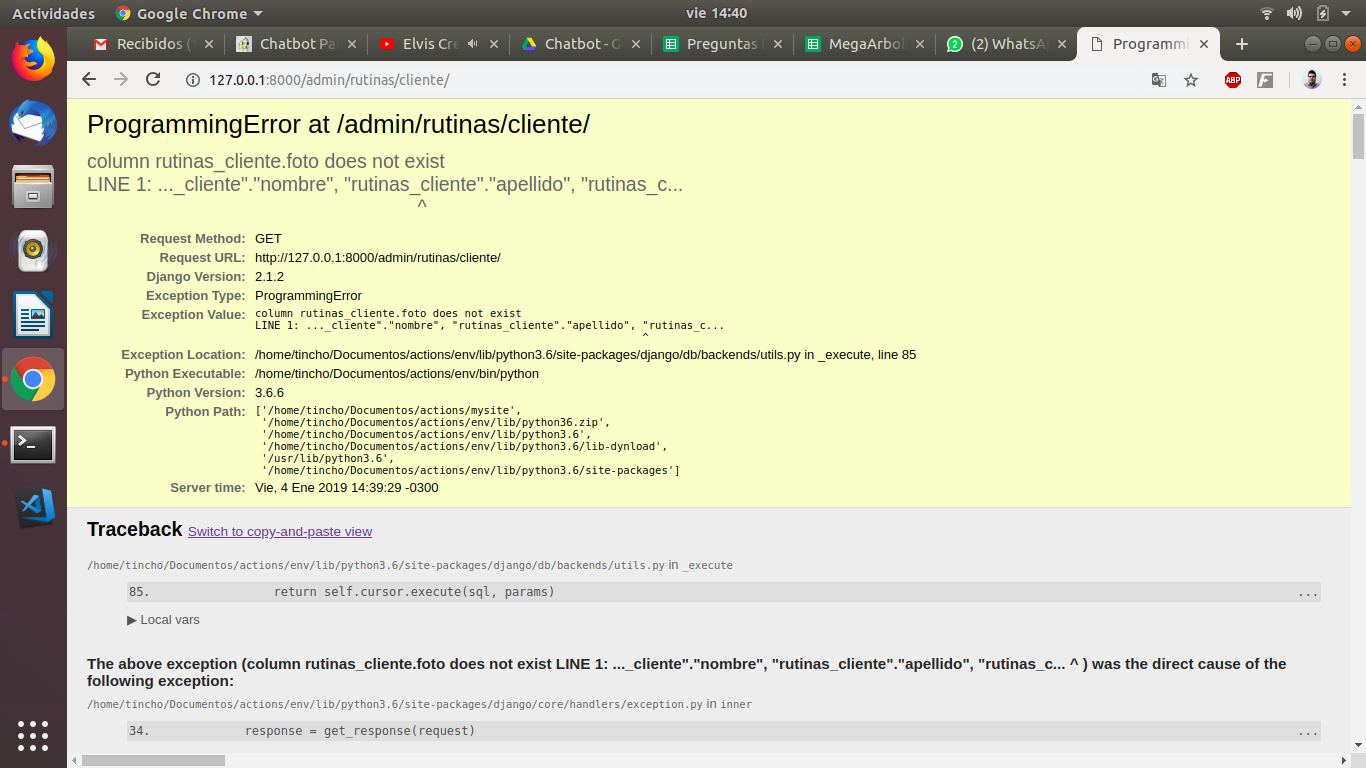 Actividades Google Chrome vie 14:40
Recibidos ( Chatbot Pa Elvis Cre Chatbot - G Preguntas MegaArbol (2) WhatsA Programmi
127.0.0.1:8000/admin/rutinas/cliente/ ABP
ProgrammingError at /admin/rutinas/cliente/
column rutinas_cliente.foto does not exist
LINE 1: ..._cliente"."nombre", "rutinas_cliente"."apellido", "rutinas_c...
^
Request Method: GET
Request URL: http://127.0.0.1:8000/admin/rutinas/cliente/
Django Version: 2.1.2
Exception Type: ProgrammingError
Exception Value: column rutinas_cliente.foto does not exist
LINE 1: ..._cliente"."nombre", "rutinas_cliente"."apellido", "rutinas_c...
^
Exception Location: /home/tincho/Documentos/actions/env/lib/python3.6/site-packages/django/db/backends/utils.py in _execute, line 85
Python Executable: /home/tincho/Documentos/actions/env/bin/python
Python Version: 3.6.6
Python Path: ['/home/tincho/Documentos/actions/mysite',
'/home/tincho/Documentos/actions/env/lib/python36.zip',
'/home/tincho/Documentos/actions/env/lib/python3.6',
'/home/tincho/Documentos/actions/env/lib/python3.6/lib-dynload',
'/usr/lib/python3.6',
'/home/tincho/Documentos/actions/env/lib/python3.6/site-packages']
Server time: Vie, 4 Ene 2019 14:39:29 -0300
Traceback Switch to copy-and-paste view
/home/tincho/Documentos/actions/env/lib/python3.6/site-packages/django/db/backends/utils.py in _execute
85. return self.cursor.execute(sql, params) ...
▶ Local vars
The above exception (column rutinas_cliente.foto does not exist LINE 1: ..._cliente"."nombre", "rutinas_cliente"."apellido", "rutinas_c... ^ ) was the direct cause of the
following exception:
/home/tincho/Documentos/actions/env/lib/python3.6/site-packages/django/core/handlers/exception.py in inner
34. response = get_response(request) ...